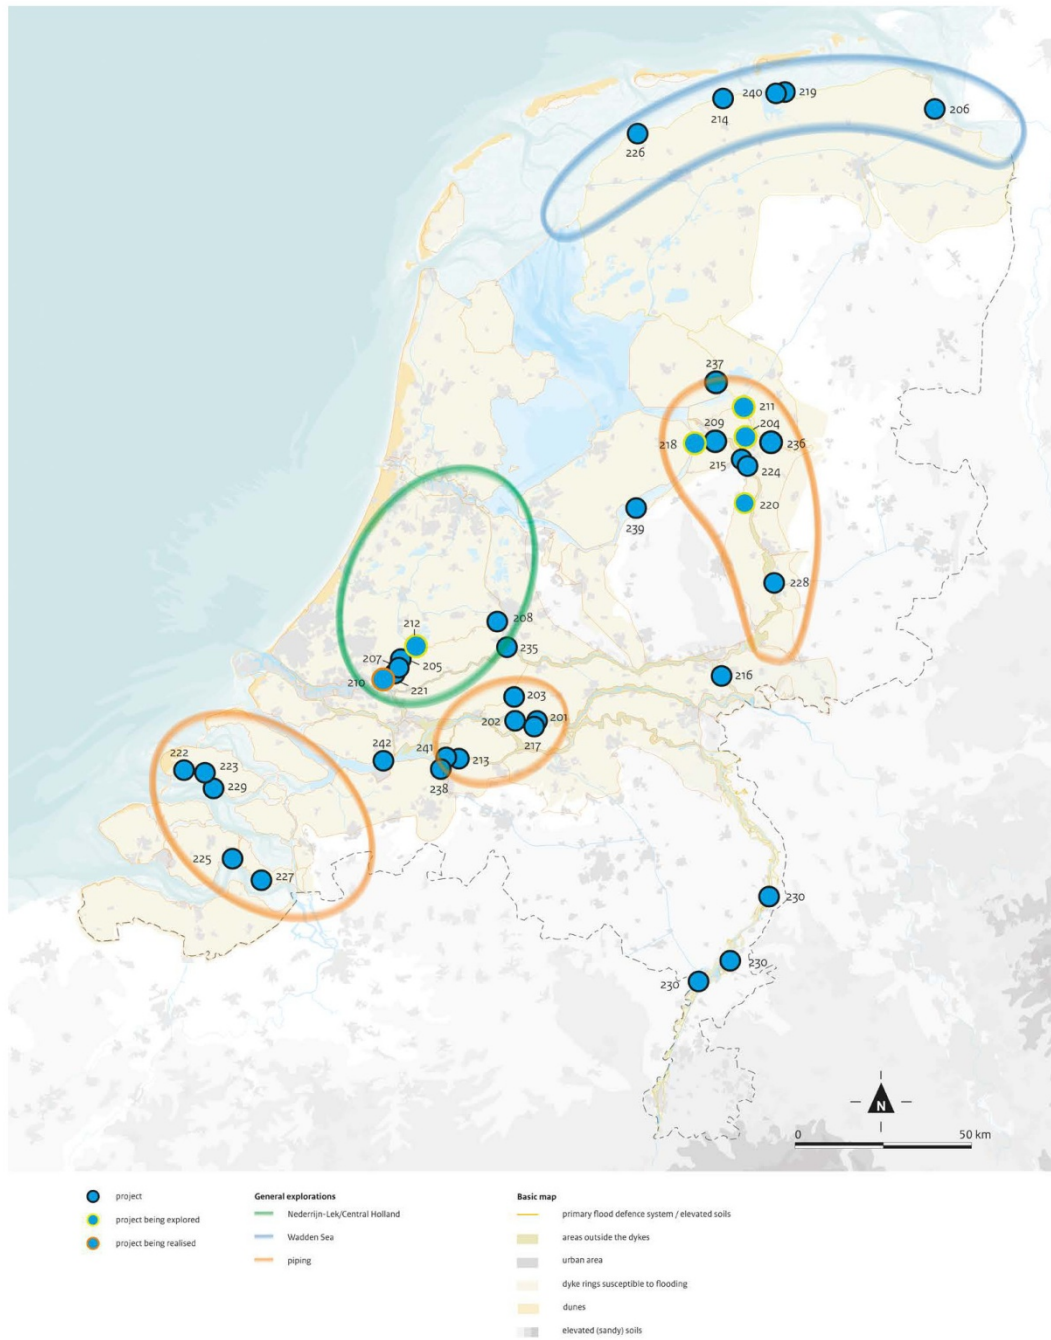 240
219
214
206
226
237
211
204
209
218
236
215
224
220
239
228
212
208
207
205
235
210
221
216
203
202
201
217
242
241
213
238
222
223
229
225
227
230
230
230
N
0 50 km
project
project being explored
project being realised
General explorations
Nederrijn-Lek/Central Holland
Wadden Sea
piping
Basic map
primary flood defence system / elevated soils
areas outside the dykes
urban area
dyke rings susceptible to flooding
dunes
elevated (sandy) soils